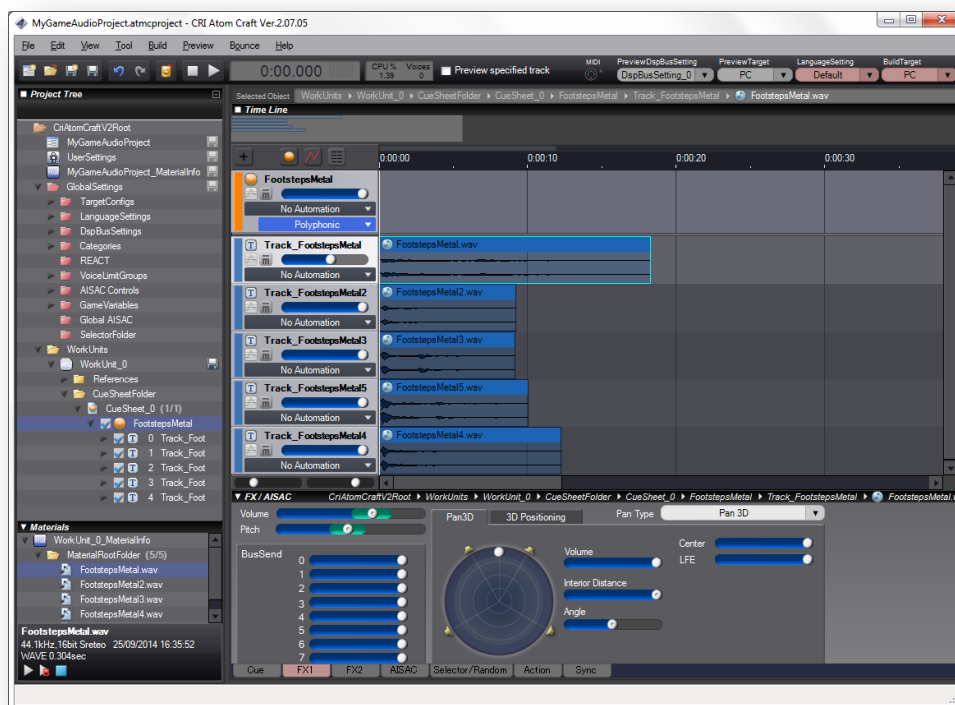 MyGameAudioProject.atmcproject - CRI Atom Craft Ver.2.07.05
File Edit View Tool Build Preview Bounce Help
0:00.000
CPU % Voices
1.39 0
Preview specified track
MIDI PreviewDspBusSetting PreviewTarget LanguageSetting BuildTarget
DspBusSetting_0 PC Default PC
Project Tree
CriAtomCraftV2Root
MyGameAudioProject
UserSettings
MyGameAudioProject_MaterialInfo
GlobalSettings
TargetConfigs
LanguageSettings
DspBusSettings
Categories
REACT
VoiceLimitGroups
AISAC Controls
GameVariables
Global AISAC
SelectorFolder
WorkUnits
WorkUnit_0
References
CueSheetFolder
CueSheet_0 (1/1)
FootstepsMetal
0 Track_Foot
1 Track_Foot
2 Track_Foot
3 Track_Foot
4 Track_Foot
Materials
WorkUnit_0_MaterialInfo
MaterialRootFolder (5/5)
FootstepsMetal.wav
FootstepsMetal2.wav
FootstepsMetal3.wav
FootstepsMetal4.wav
FootstepsMetal.wav
44.1kHz,16bit Sreteo 25/09/2014 16:35:52
WAVE 0.304sec
Selected Object WorkUnits WorkUnit_0 CueSheetFolder CueSheet_0 FootstepsMetal Track_FootstepsMetal FootstepsMetal.wav
Time Line
0:00:00 0:00:10 0:00:20 0:00:30
FootstepsMetal
No Automation
Polyphonic
Track_FootstepsMetal FootstepsMetal.wav
No Automation
Track_FootstepsMetal2 FootstepsMetal2.wav
No Automation
Track_FootstepsMetal3 FootstepsMetal3.wav
No Automation
Track_FootstepsMetal5 FootstepsMetal5.wav
No Automation
Track_FootstepsMetal4 FootstepsMetal4.wav
No Automation
FX/AISAC CriAtomCraftV2Root WorkUnits WorkUnit_0 CueSheetFolder CueSheet_0 FootstepsMetal Track_FootstepsMetal FootstepsMetal.w
Volume
Pitch
BusSend
0
1
2
3
4
5
6
7
Pan3D 3D Positioning Pan Type Pan 3D
Volume
Interior Distance
Angle
Center
LFE
Cue FX1 FX2 AISAC Selector/Random Action Sync